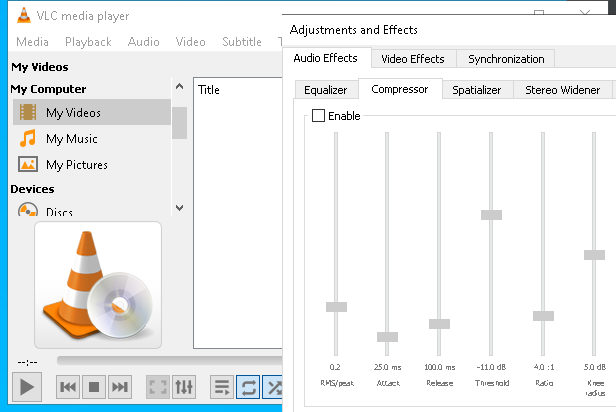 VLC media player
Media Playback Audio Video Subtitle
My Videos
My Computer
My Videos
My Music
My Pictures
Devices
Discs
Title
--:--
Adjustments and Effects
Audio Effects Video Effects Synchronization
Equalizer Compressor Spatializer Stereo Widener
Enable
0.2 25.0 ms 100.0 ms -11.0 dB 4.0 :1 5.0 dB
RMS/peak Attack Release Threshold Ratio Knee
radius